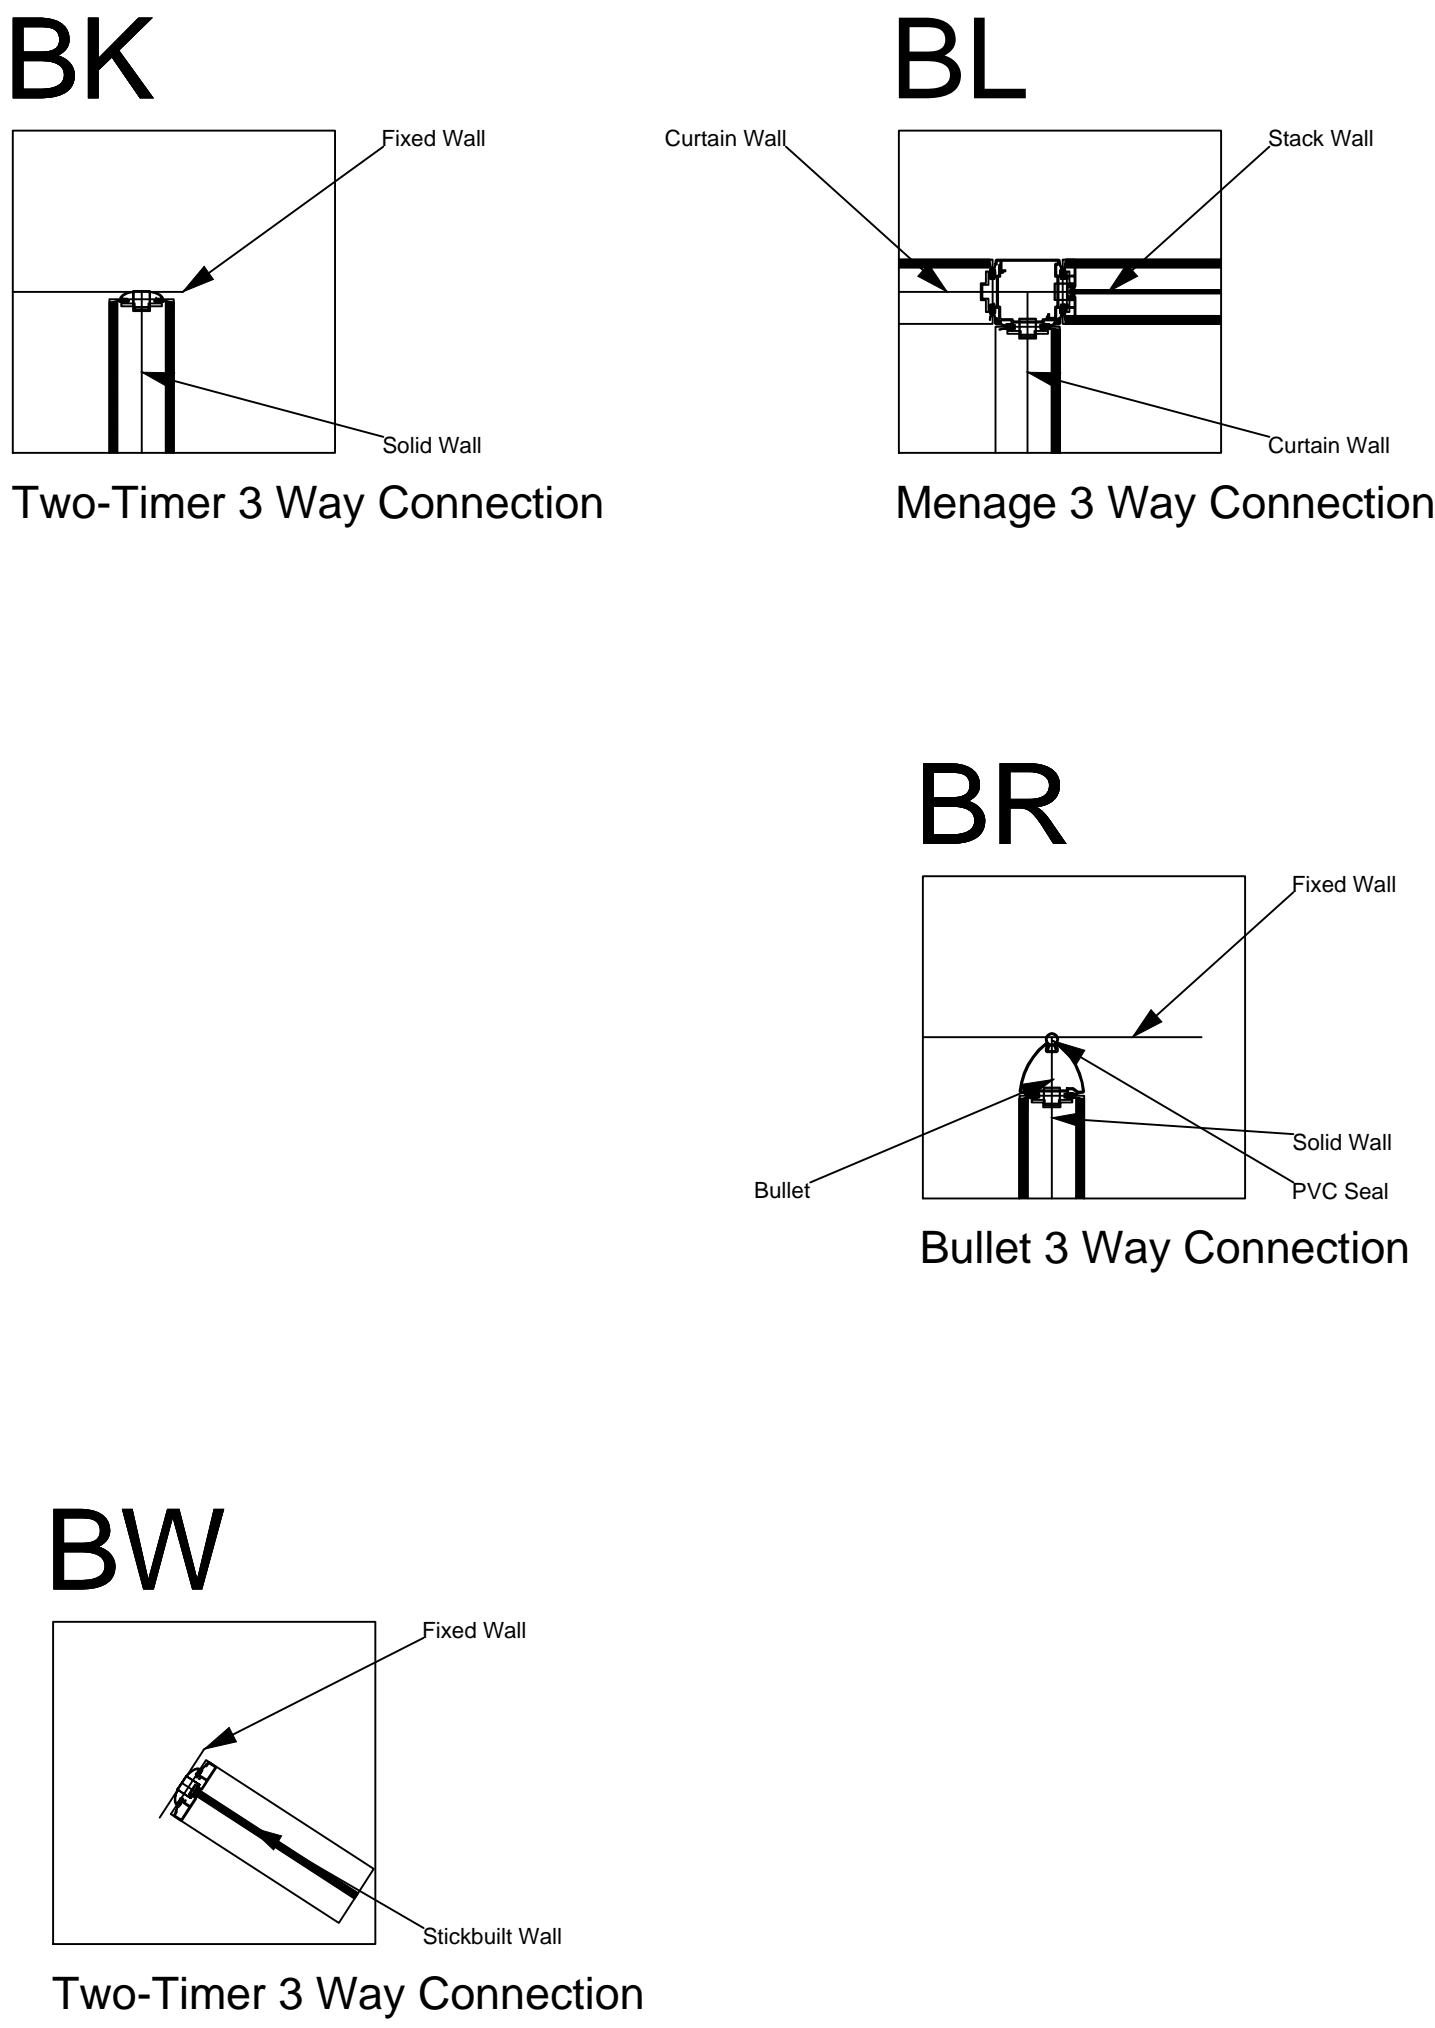 BK
BL
Fixed Wall
Curtain Wall
Stack Wall
Solid Wall
Curtain Wall
Two-Timer 3 Way Connection
Menage 3 Way Connection
BR
Fixed Wall
Solid Wall
Bullet
PVC Seal
Bullet 3 Way Connection
BW
Fixed Wall
Stickbuilt Wall
Two-Timer 3 Way Connection